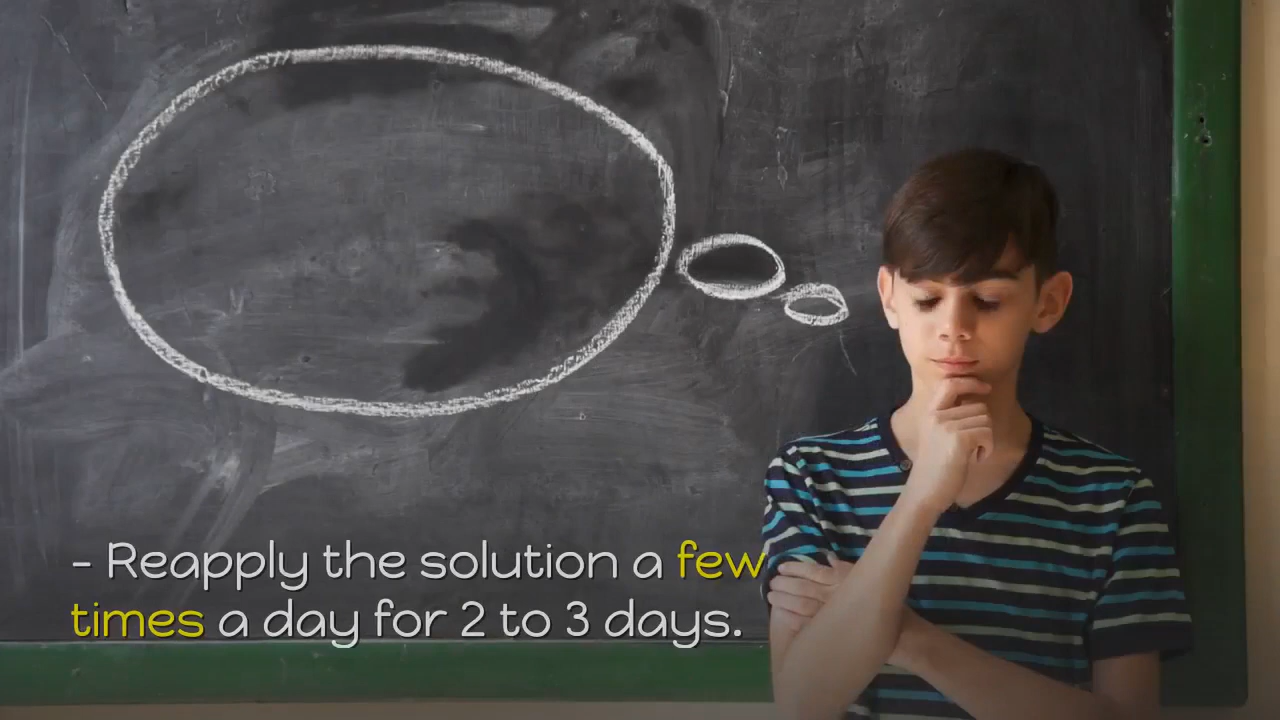 - Reapply the solution a few
times a day for 2 to 3 days.